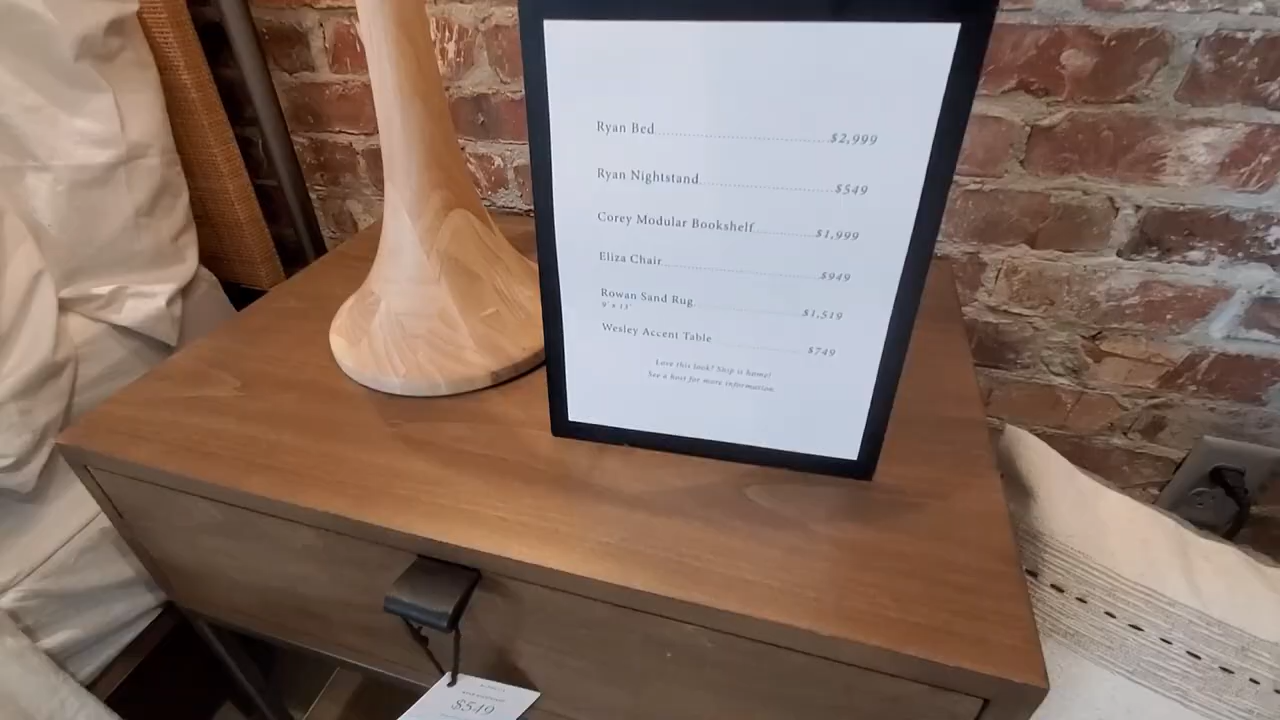 Ryan Bed $2,999
Ryan Nightstand $549
Corey Modular Bookshelf $1,999
Eliza Chair $949
Rowan Sand Rug $1,519
9' x 13'
Wesley Accent Table $749
Love this look? Ship it home!
See a host for more information.
$549